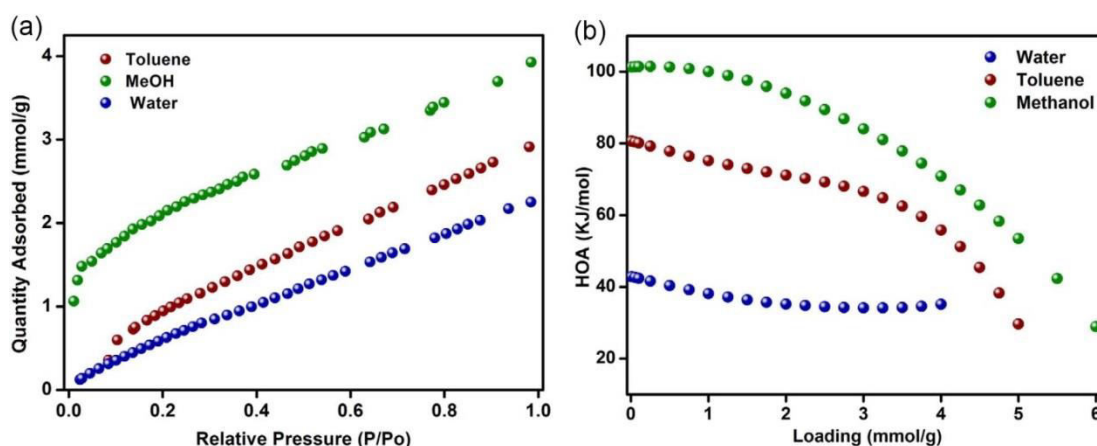 (a)
Toluene
MeOH
Water
Quantity Adsorbed (mmol/g)
4
3
2
1
0
0.0 0.2 0.4 0.6 0.8 1.0
Relative Pressure (P/Po)
(b)
Water
Toluene
Methanol
HOA (KJ/mol)
100
80
60
40
20
0 1 2 3 4 5 6
Loading (mmol/g)